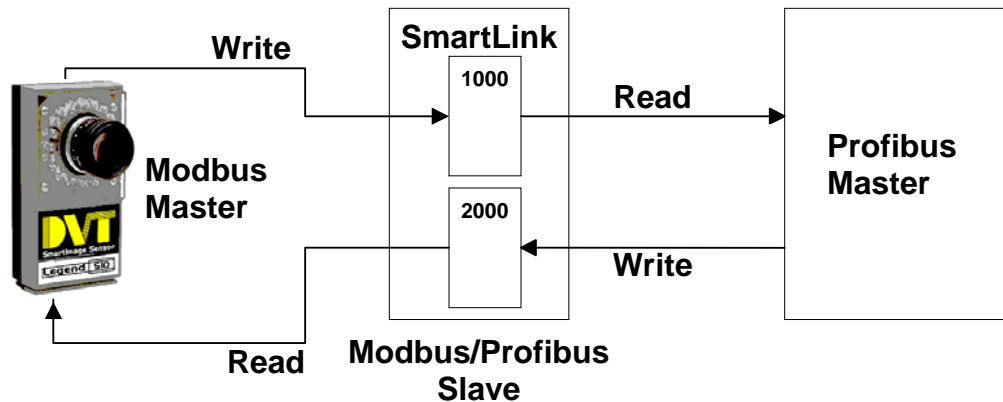 SmartLink
Write
1000
Read
Modbus
Master
Profibus
Master
DVT
SmartImage Sensor
Legend 510
2000
Write
Read
Modbus/Profibus
Slave